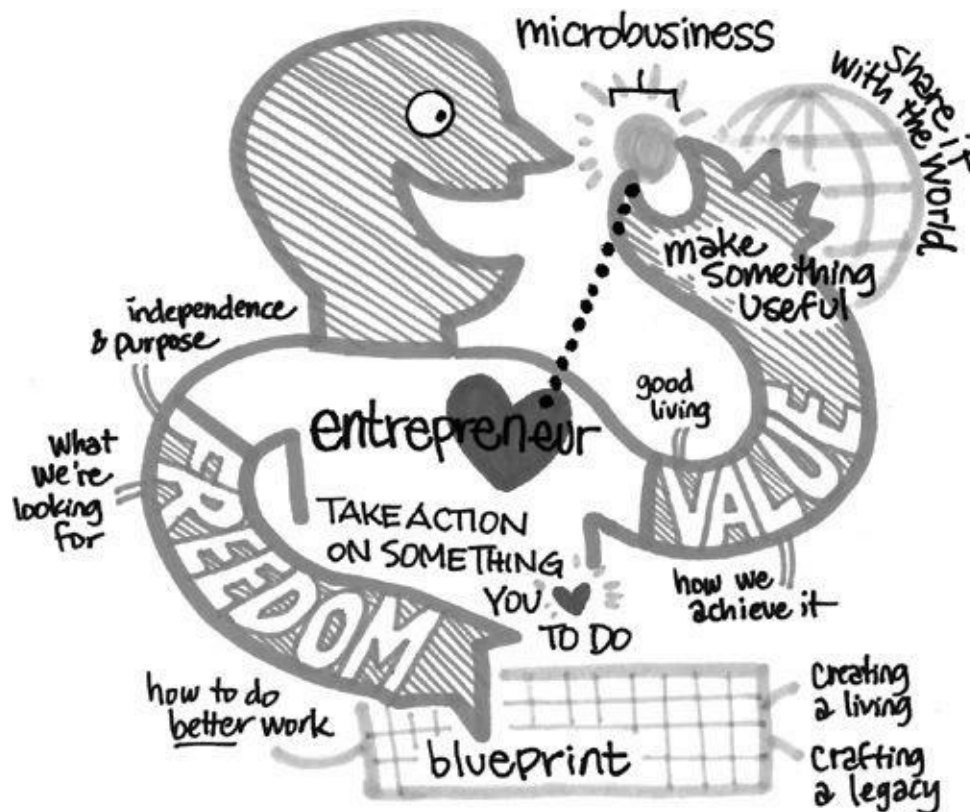 microbusiness
share it
with the world
make
something
useful
independence
& purpose
good
living
entrepreneur
what
we're
looking
for
FREEDOM
VALUE
TAKE ACTION
ON SOMETHING
YOU ♥
TO DO
how we
achieve it
how to do
better work
blueprint
creating
a living
crafting
a legacy